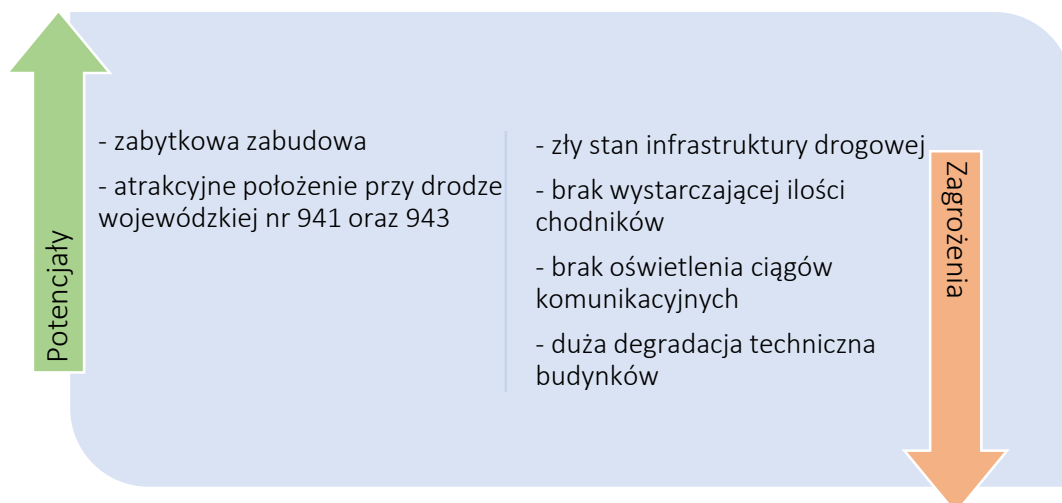 Potencjały
- zabytkowa zabudowa
- atrakcyjne położenie przy drodze
wojewódzkiej nr 941 oraz 943
- zły stan infrastruktury drogowej
- brak wystarczającej ilości
chodników
- brak oświetlenia ciągów
komunikacyjnych
- duża degradacja techniczna
budynków
Zagrożenia